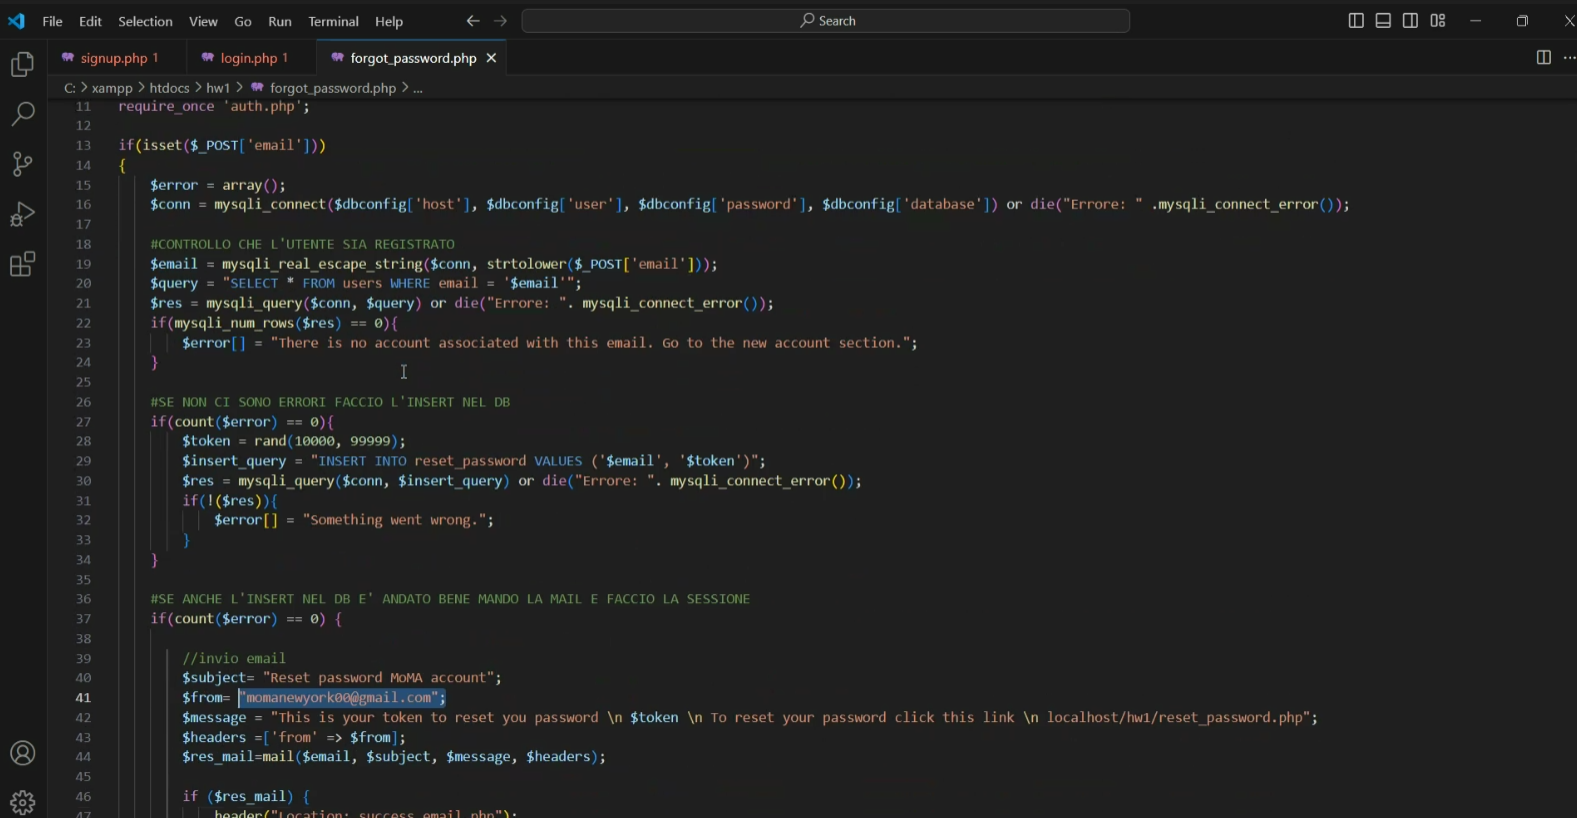 File Edit Selection View Go Run Terminal Help Search
signup.php 1 login.php 1 forgot_password.php
C: > xampp > htdocs > hw1 > forgot_password.php > ...
11 require_once 'auth.php';
12
13 if(isset($_POST['email']))
14 {
15 $error = array();
16 $conn = mysqli_connect($dbconfig['host'], $dbconfig['user'], $dbconfig['password'], $dbconfig['database']) or die("Errore: " .mysqli_connect_error());
17
18 #CONTROLLO CHE L'UTENTE SIA REGISTRATO
19 $email = mysqli_real_escape_string($conn, strtolower($_POST['email']));
20 $query = "SELECT * FROM users WHERE email = '$email'";
21 $res = mysqli_query($conn, $query) or die("Errore: ". mysqli_connect_error());
22 if(mysqli_num_rows($res) == 0){
23 $error[] = "There is no account associated with this email. Go to the new account section.";
24 }
25
26 #SE NON CI SONO ERRORI FACCIO L'INSERT NEL DB
27 if(count($error) == 0){
28 $token = rand(10000, 99999);
29 $insert_query = "INSERT INTO reset_password VALUES ('$email', '$token')";
30 $res = mysqli_query($conn, $insert_query) or die("Errore: ". mysqli_connect_error());
31 if(!($res)){
32 $error[] = "Something went wrong.";
33 }
34 }
35
36 #SE ANCHE L'INSERT NEL DB E' ANDATO BENE MANDO LA MAIL E FACCIO LA SESSIONE
37 if(count($error) == 0) {
38
39 //invio email
40 $subject= "Reset password MoMA account";
41 $from= "momanewyork00@gmail.com";
42 $message = "This is your token to reset you password \n $token \n To reset your password click this link \n localhost/hw1/reset_password.php";
43 $headers =['from' => $from];
44 $res_mail=mail($email, $subject, $message, $headers);
45
46 if ($res_mail) {
47 header("Location: success_email.php");